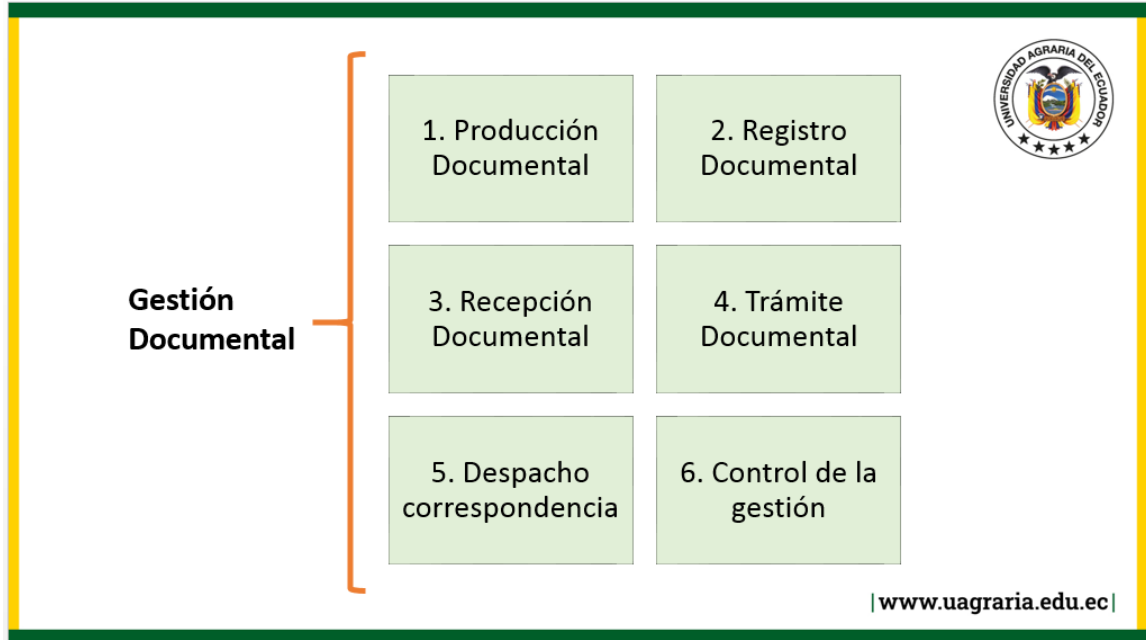 UNIVERSIDAD AGRARIA DEL ECUADOR
1. Producción
Documental
2. Registro
Documental
Gestión
Documental
3. Recepción
Documental
4. Trámite
Documental
5. Despacho
correspondencia
6. Control de la
gestión
|www.uagraria.edu.ec|